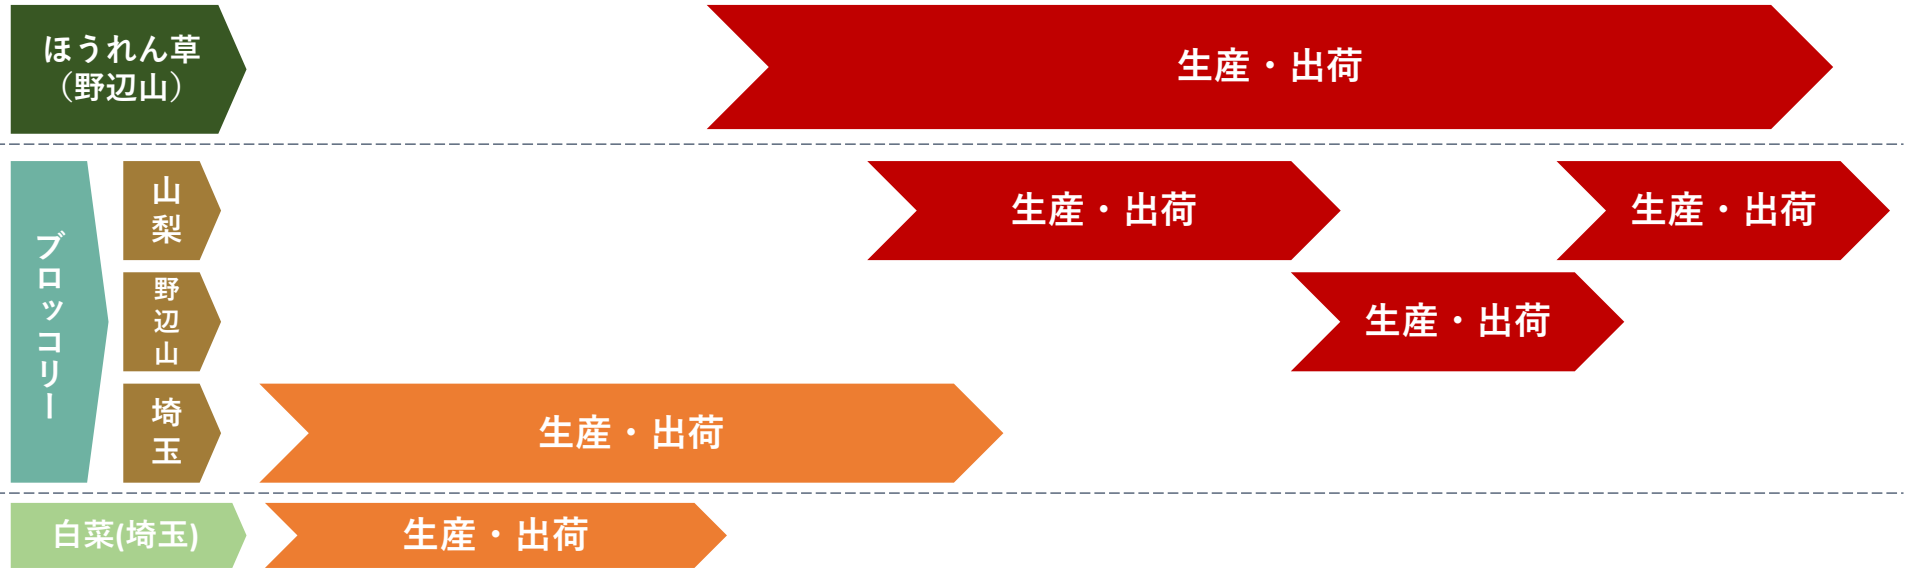 ほうれん草
（野辺山）
生産・出荷
ブロッコリー
山梨
生産・出荷
生産・出荷
野辺山
生産・出荷
埼玉
生産・出荷
白菜(埼玉)
生産・出荷